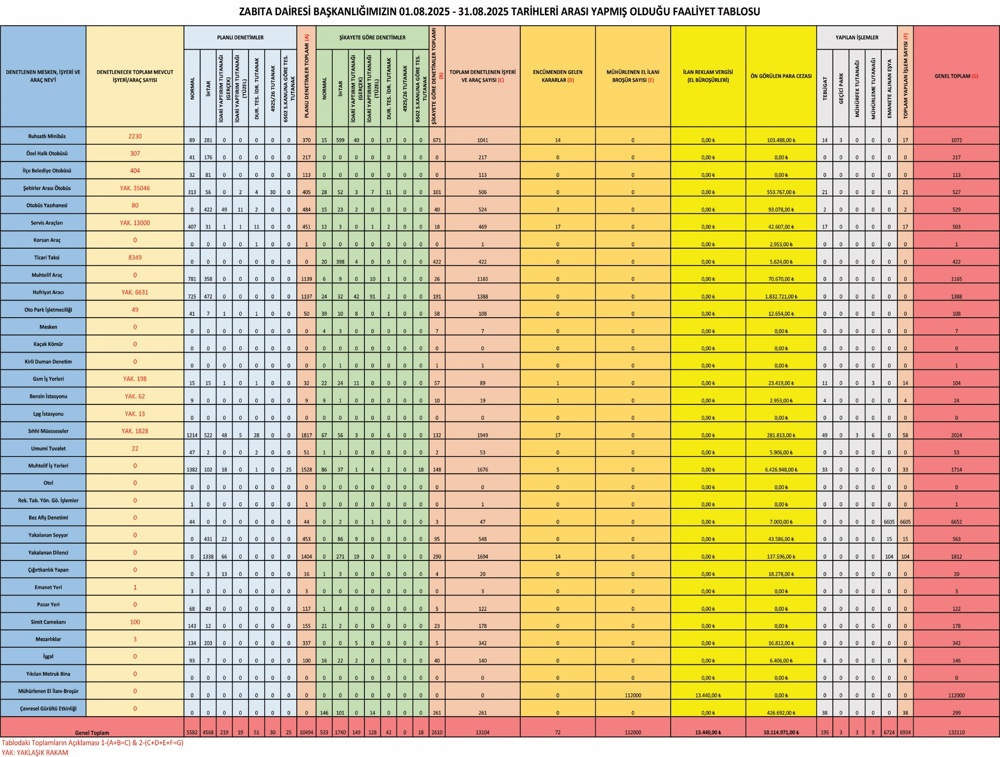 ZABITA DAİRESİ BAŞKANLIĞIMIZIN 01.08.2025 - 31.08.2025 TARİHLERİ ARASI YAPMIŞ OLDUĞU FAALİYET TABLOSU
DENETLENEN MESKEN, İŞYERİ VE ARAÇ NEV'İ
DENETLENECEK TOPLAM MEVCUT İŞYERİ/ARAÇ SAYISI
PLANLI DENETİMLER
NORMAL
İHTAR
İDARİ YAPTIRIM TUTANAĞI (GERÇEK)
İDARİ YAPTIRIM TUTANAĞI (TÜZEL)
DUR. TES. İDR. TUTANAK
4925/26 TUTANAK
6502 S.KANUNA GÖRE TES. TUTANAK
PLANLI DENETİMLER TOPLAMI (A)
ŞİKAYETE GÖRE DENETİMLER
NORMAL
İHTAR
İDARİ YAPTIRIM TUTANAĞI (GERÇEK)
İDARİ YAPTIRIM TUTANAĞI (TÜZEL)
DUR. TES. İDR. TUTANAK
4925/26 TUTANAK
6502 S.KANUNA GÖRE TES. TUTANAK
ŞİKAYETE GÖRE DENETİMLER TOPLAMI (B)
TOPLAM DENETLENEN İŞYERİ VE ARAÇ SAYISI (C)
ENCÜMENDEN GELEN KARARLAR (D)
MÜHÜRLENEN EL İLANI BROŞÜR SAYISI (E)
İLAN REKLAM VERGİSİ (EL BÜROŞÜRLERİ)
ÖN GÖRÜLEN PARA CEZASI
YAPILAN İŞLEMLER
TEBLİGAT
GEÇİCİ PARK
MÜHÜRFEK TUTANAĞI
MÜHÜRLEME TUTANAĞI
EMANETE ALINAN EŞYA
TOPLAM YAPILAN İŞLEM SAYISI (F)
GENEL TOPLAM (G)
Ruhsatlı Minibüs 2230 89 281 0 0 0 0 0 370 15 599 40 0 17 0 0 671 1041 14 0 0,00 ₺ 103.488,00 ₺ 14 3 0 0 0 17 1072
Özel Halk Otobüsü 307 41 176 0 0 0 0 0 217 0 0 0 0 0 0 0 0 217 0 0 0,00 ₺ 0,00 ₺ 0 0 0 0 0 0 217
İlçe Belediye Otobüsü 404 32 81 0 0 0 0 0 113 0 0 0 0 0 0 0 0 113 0 0 0,00 ₺ 0,00 ₺ 0 0 0 0 0 0 113
Şehirler Arası Ötobüs YAK. 35046 313 56 0 2 4 30 0 405 28 52 3 7 11 0 0 101 506 0 0 0,00 ₺ 553.767,00 ₺ 21 0 0 0 0 21 527
Otobüs Yazıhanesi 80 0 422 49 11 2 0 0 484 15 23 2 0 0 0 0 40 524 3 0 0,00 ₺ 93.078,00 ₺ 2 0 0 0 0 2 529
Servis Araçları YAK. 13000 407 31 1 1 11 0 0 451 12 3 0 1 2 0 0 18 469 17 0 0,00 ₺ 42.607,00 ₺ 17 0 0 0 0 17 503
Korsan Araç 0 0 0 0 0 1 0 0 1 0 0 0 0 0 0 0 0 1 0 0 0,00 ₺ 2.953,00 ₺ 0 0 0 0 0 0 1
Ticari Taksi 8349 0 0 0 0 0 0 0 0 20 398 4 0 0 0 0 422 422 0 0 0,00 ₺ 5.624,00 ₺ 0 0 0 0 0 0 422
Muhtelif Araç 0 781 358 0 0 0 0 0 1139 6 9 0 10 1 0 0 26 1165 0 0 0,00 ₺ 70.670,00 ₺ 0 0 0 0 0 0 1165
Hafriyat Aracı YAK. 6631 725 472 0 0 0 0 0 1197 24 32 42 91 2 0 0 191 1388 0 0 0,00 ₺ 1.832.721,00 ₺ 0 0 0 0 0 0 1388
Oto Park İşletmeciliği 49 41 7 1 0 1 0 0 50 39 10 8 0 1 0 0 58 108 0 0 0,00 ₺ 12.654,00 ₺ 0 0 0 0 0 0 108
Mesken 0 0 0 0 0 0 0 0 0 4 3 0 0 0 0 0 7 7 0 0 0,00 ₺ 0,00 ₺ 0 0 0 0 0 0 7
Kaçak Kömür 0 0 0 0 0 0 0 0 0 0 0 0 0 0 0 0 0 0 0 0 0,00 ₺ 0,00 ₺ 0 0 0 0 0 0 0
Kirli Duman Denetim 0 0 0 0 0 0 0 0 0 0 1 0 0 0 0 0 1 1 0 0 0,00 ₺ 0,00 ₺ 0 0 0 0 0 0 1
Gsm İş Yerleri YAK. 198 15 15 1 0 1 0 0 32 22 24 11 0 0 0 0 57 89 1 0 0,00 ₺ 23.419,00 ₺ 11 0 0 3 0 14 104
Benzin İstasyonu YAK. 62 9 0 0 0 0 0 0 9 9 1 0 0 0 0 0 10 19 1 0 0,00 ₺ 2.953,00 ₺ 4 0 0 0 0 4 24
Lpg İstasyonu YAK. 13 0 0 0 0 0 0 0 0 0 0 0 0 0 0 0 0 0 0 0 0,00 ₺ 0,00 ₺ 0 0 0 0 0 0 0
Sıhhi Müesseseler YAK. 1828 1214 522 48 5 28 0 0 1817 67 56 3 0 6 0 0 132 1949 17 0 0,00 ₺ 281.813,00 ₺ 49 0 3 6 0 58 2024
Umumi Tuvalet 22 47 2 0 0 2 0 0 51 1 1 0 0 0 0 0 2 53 0 0 0,00 ₺ 5.906,00 ₺ 0 0 0 0 0 0 53
Muhtelif İş Yerleri 0 1382 102 18 0 1 0 25 1528 86 37 1 4 2 0 18 148 1676 5 0 0,00 ₺ 6.426.948,00 ₺ 33 0 0 0 0 33 1714
Otel 0 0 0 0 0 0 0 0 0 0 0 0 0 0 0 0 0 0 0 0 0,00 ₺ 0,00 ₺ 0 0 0 0 0 0 0
Rek. Tab. Yön. Gö. İşlemler 0 1 0 0 0 0 0 0 1 0 0 0 0 0 0 0 0 1 0 0 0,00 ₺ 0,00 ₺ 0 0 0 0 0 0 1
Bez Afiş Denetimi 0 44 0 0 0 0 0 0 44 0 2 0 1 0 0 0 3 47 0 0 0,00 ₺ 7.000,00 ₺ 0 0 0 0 6605 6605 6652
Yakalanan Seyyar 0 0 431 22 0 0 0 0 453 0 86 9 0 0 0 0 95 548 0 0 0,00 ₺ 43.586,00 ₺ 0 0 0 0 15 15 563
Yakalanan Dilenci 0 0 1338 66 0 0 0 0 1404 0 271 19 0 0 0 0 290 1694 14 0 0,00 ₺ 137.596,00 ₺ 0 0 0 0 104 104 1812
Çığırtkanlık Yapan 0 0 3 13 0 0 0 0 16 1 3 0 0 0 0 0 4 20 0 0 0,00 ₺ 18.278,00 ₺ 0 0 0 0 0 0 20
Emanet Yeri 1 3 0 0 0 0 0 0 3 0 0 0 0 0 0 0 0 3 0 0 0,00 ₺ 0,00 ₺ 0 0 0 0 0 0 3
Pazar Yeri 0 68 49 0 0 0 0 0 117 1 4 0 0 0 0 0 5 122 0 0 0,00 ₺ 0,00 ₺ 0 0 0 0 0 0 122
Simit Camekanı 100 143 12 0 0 0 0 0 155 21 2 0 0 0 0 0 23 178 0 0 0,00 ₺ 0,00 ₺ 0 0 0 0 0 0 178
Mezarlıklar 3 134 203 0 0 0 0 0 337 0 0 5 0 0 0 0 5 342 0 0 0,00 ₺ 16.812,00 ₺ 0 0 0 0 0 0 342
İşgal 0 93 7 0 0 0 0 0 100 16 22 2 0 0 0 0 40 140 0 0 0,00 ₺ 6.406,00 ₺ 6 0 0 0 0 6 146
Yıkılan Metruk Bina 0 0 0 0 0 0 0 0 0 0 0 0 0 0 0 0 0 0 0 0 0,00 ₺ 0,00 ₺ 0 0 0 0 0 0 0
Mühürlenen El İlanı-Broşür 0 0 0 0 0 0 0 0 0 0 0 0 0 0 0 0 0 0 0 112000 13.440,00 ₺ 0,00 ₺ 0 0 0 0 0 0 112000
Çevresel Gürültü Etkinliği 0 0 0 0 0 0 0 0 0 146 101 0 14 0 0 0 261 261 0 0 0,00 ₺ 426.692,00 ₺ 38 0 0 0 0 38 299
Genel Toplam 5582 4568 219 19 51 30 25 10494 533 1740 149 128 42 0 18 2610 13104 72 112000 13.440,00 ₺ 10.114.971,00 ₺ 195 3 3 9 6724 6934 132110
Tablodaki Toplamların Açıklaması 1-(A+B=C) & 2-(C+D+E+F=G)
YAK: YAKLAŞIK RAKAM